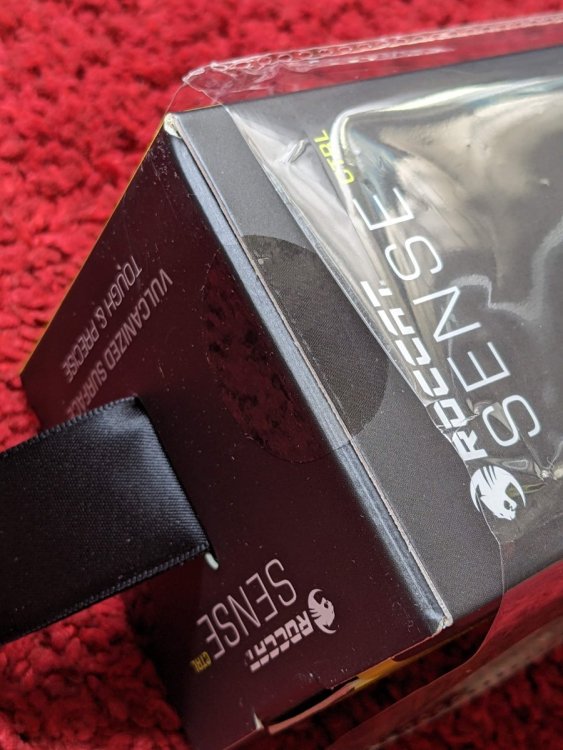 ROCCAT.
SENSE
CTRL
VULCANIZED SURFACE
TOUGH & PRECISE
ROCCAT
SENSE
CTRL